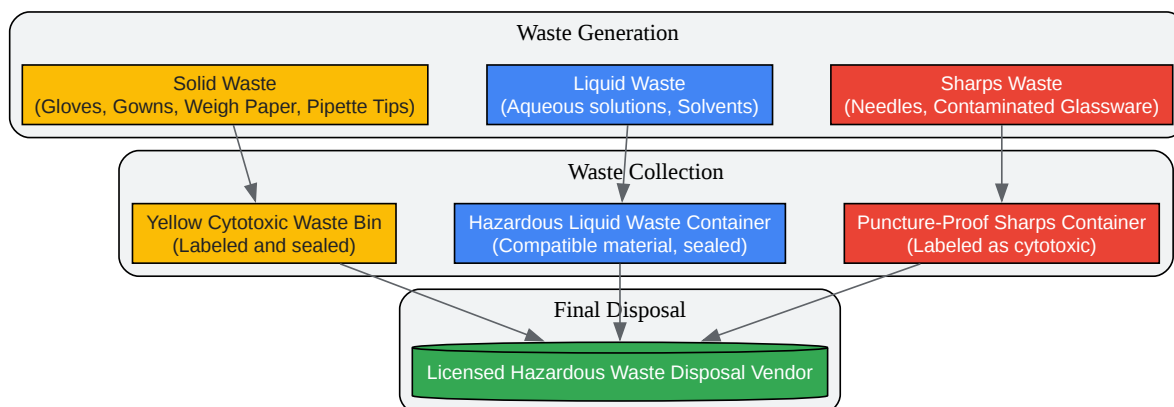 Waste Generation
Solid Waste
(Gloves, Gowns, Weigh Paper, Pipette Tips)
Liquid Waste
(Aqueous solutions, Solvents)
Sharps Waste
(Needles, Contaminated Glassware)
Waste Collection
Yellow Cytotoxic Waste Bin
(Labeled and sealed)
Hazardous Liquid Waste Container
(Compatible material, sealed)
Puncture-Proof Sharps Container
(Labeled as cytotoxic)
Final Disposal
Licensed Hazardous Waste Disposal Vendor